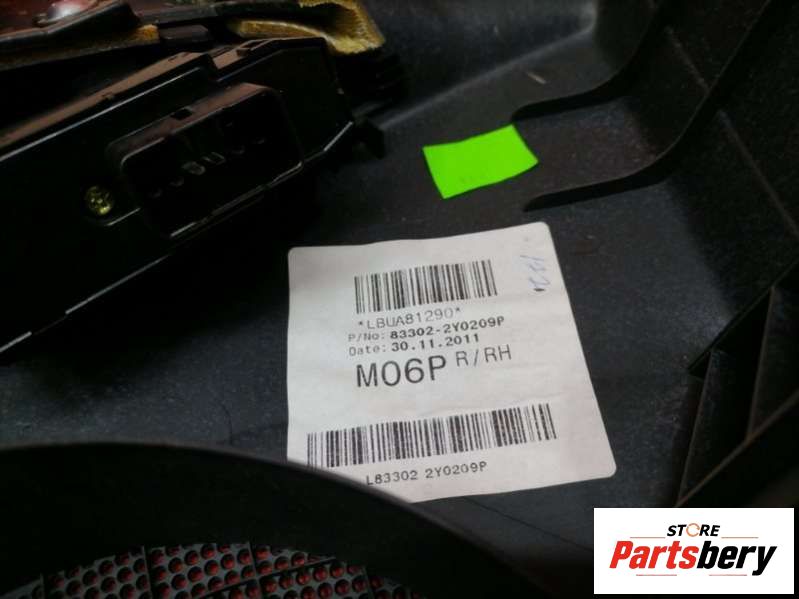 *LBUA81290*
P/No: 83302-2Y0209P
Date: 30.11.2011
M06P R/RH
L83302 2Y0209P
STORE
Partsbery